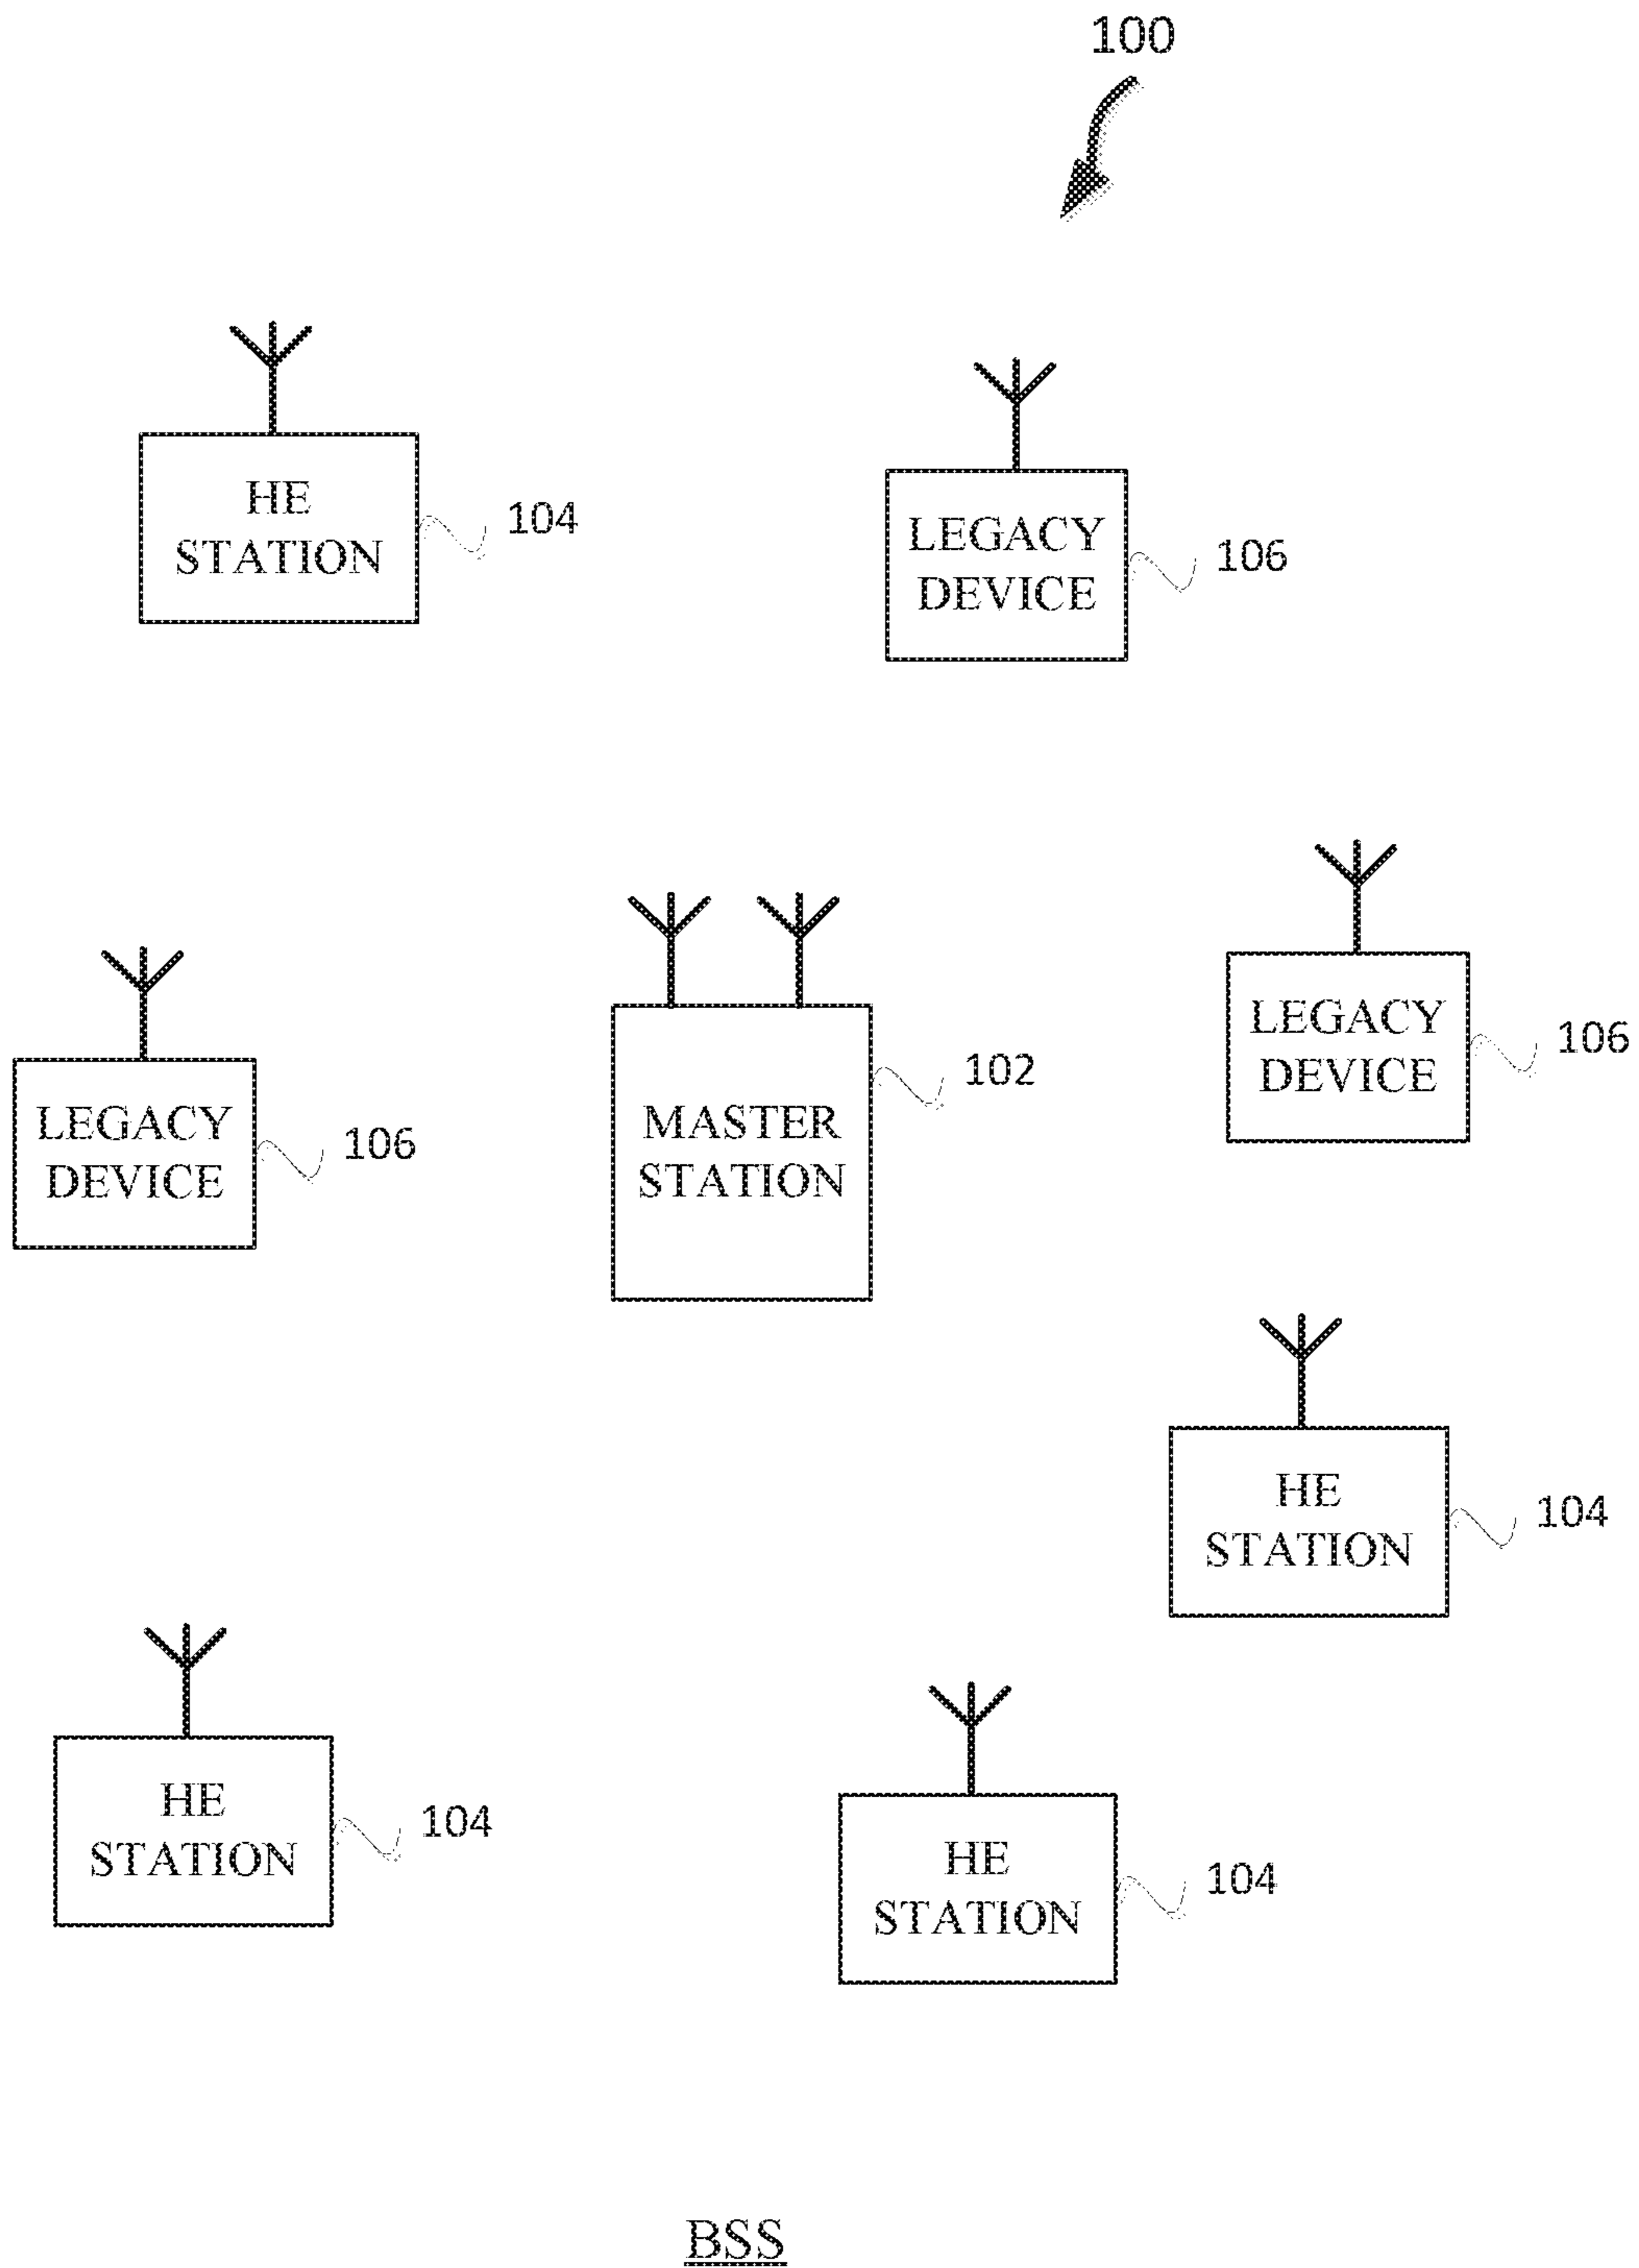 100
HE
STATION
104
LEGACY
DEVICE
106
LEGACY
DEVICE
106
MASTER
STATION
102
LEGACY
DEVICE
106
HE
STATION
104
HE
STATION
104
HE
STATION
104
BSS